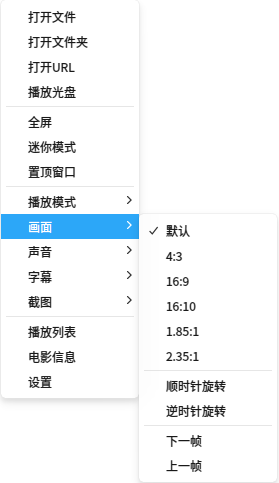 打开文件
打开文件夹
打开URL
播放光盘
全屏
迷你模式
置顶窗口
播放模式
画面
声音
字幕
截图
播放列表
电影信息
设置
默认
4:3
16:9
16:10
1.85:1
2.35:1
顺时针旋转
逆时针旋转
下一帧
上一帧